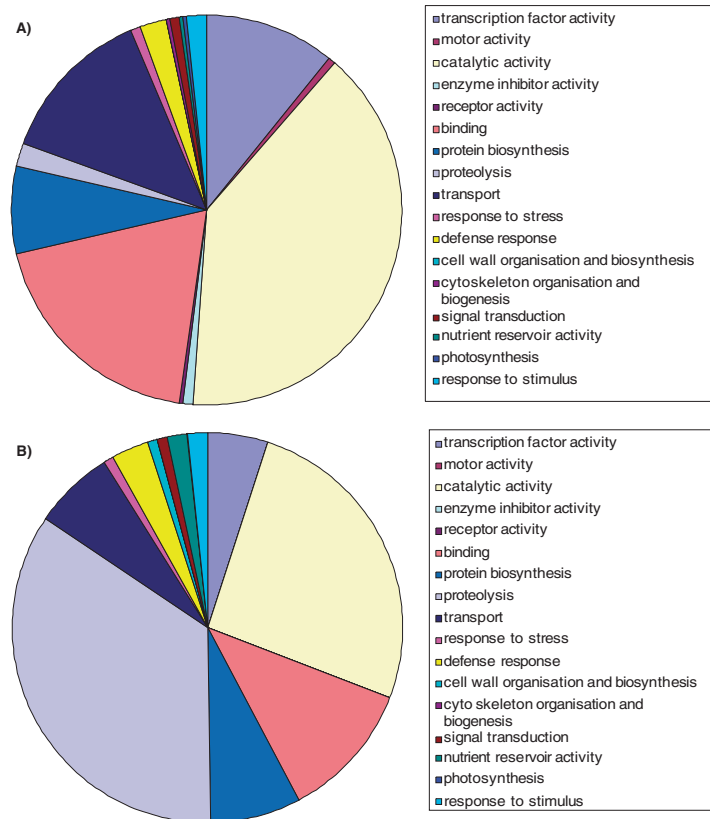 A)
transcription factor activity
motor activity
catalytic activity
enzyme inhibitor activity
receptor activity
binding
protein biosynthesis
proteolysis
transport
response to stress
defense response
cell wall organisation and biosynthesis
cytoskeleton organisation and
biogenesis
signal transduction
nutrient reservoir activity
photosynthesis
response to stimulus
B)
transcription factor activity
motor activity
catalytic activity
enzyme inhibitor activity
receptor activity
binding
protein biosynthesis
proteolysis
transport
response to stress
defense response
cell wall organisation and biosynthesis
cyto skeleton organisation and
biogenesis
signal transduction
nutrient reservoir activity
photosynthesis
response to stimulus